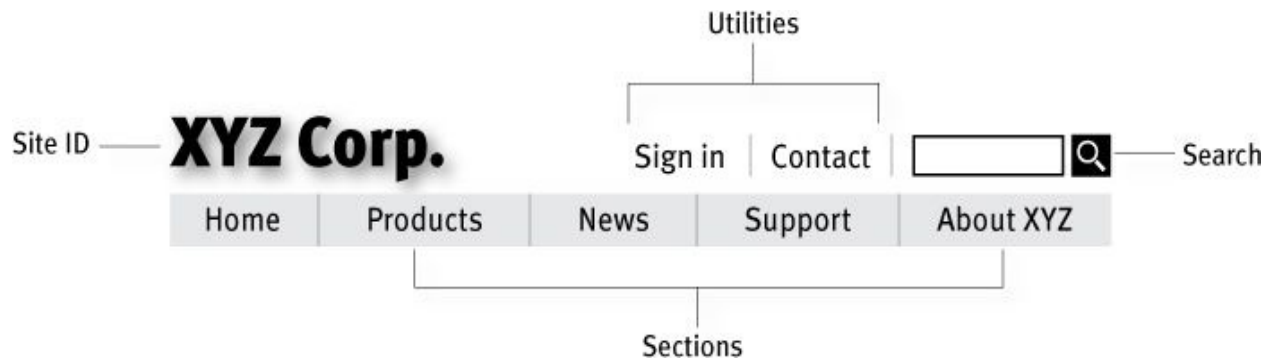 Utilities
Site ID
XYZ Corp.
Sign in
Contact
Search
Home
Products
News
Support
About XYZ
Sections